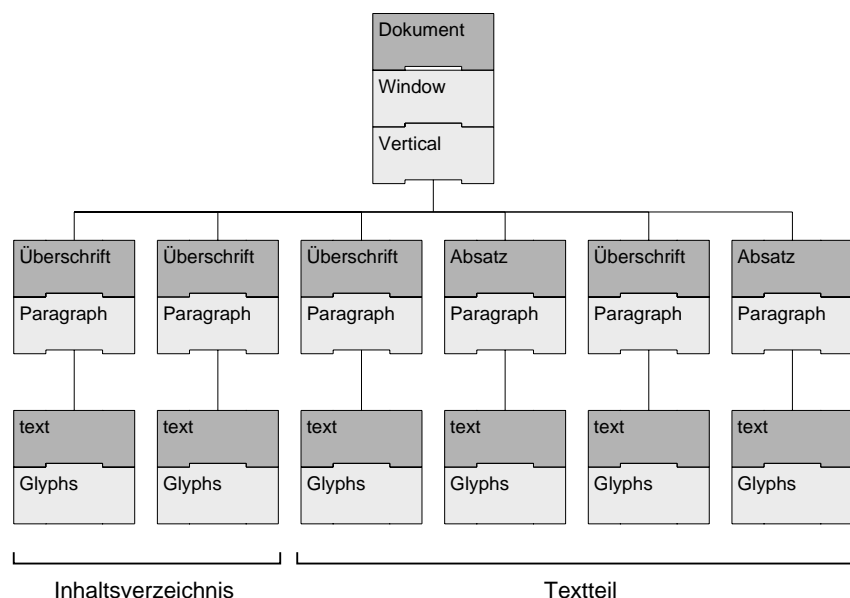 Dokument
Window
Vertical
Überschrift Überschrift Überschrift Absatz Überschrift Absatz
Paragraph Paragraph Paragraph Paragraph Paragraph Paragraph
text text text text text text
Glyphs Glyphs Glyphs Glyphs Glyphs Glyphs
Inhaltsverzeichnis Textteil